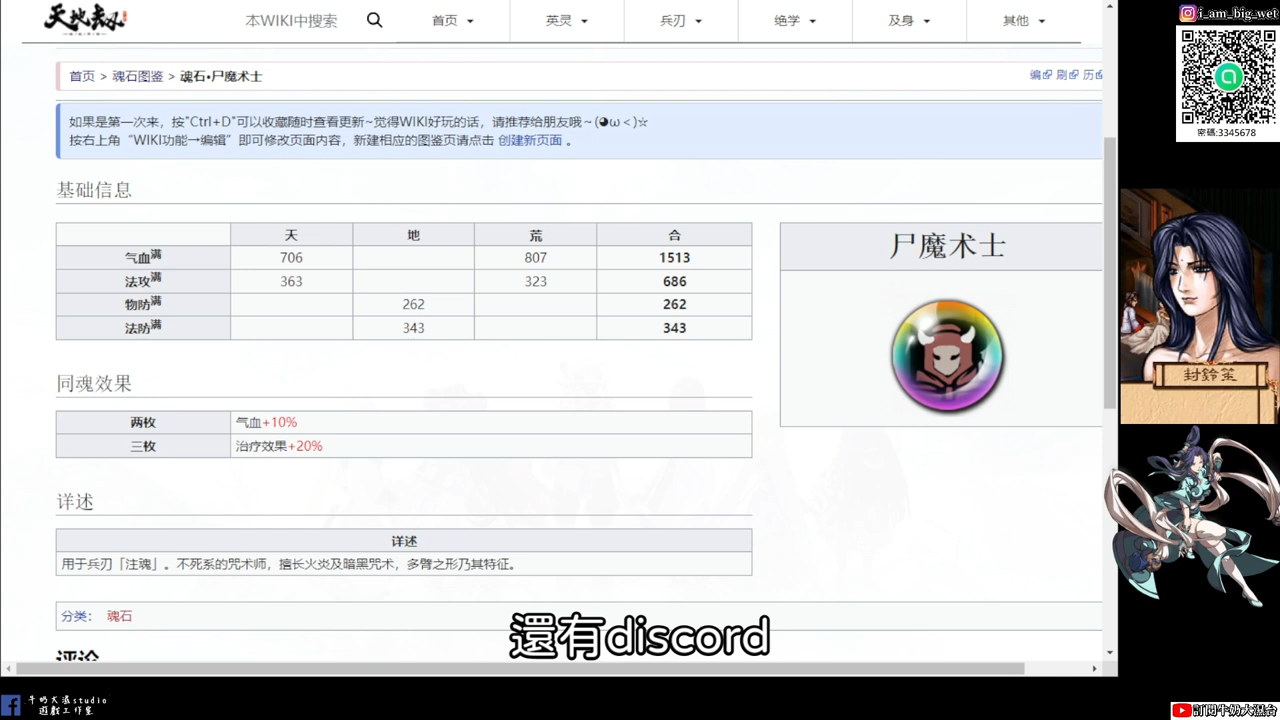 天地劫
本WIKI中搜索
首页
英灵
兵刃
绝学
及身
其他
i_am_big_wet
密碼:3345678
首页 > 魂石图鉴 > 魂石•尸魔术士
编 刷 历
如果是第一次来，按"Ctrl+D"可以收藏随时查看更新~觉得WIKI好玩的话，请推荐给朋友哦～(◕ω＜)☆
按右上角“WIKI功能→编辑”即可修改页面内容，新建相应的图鉴页请点击 创建新页面 。
基础信息
天 地 荒 合
气血满 706 807 1513
法攻满 363 323 686
物防满 262 262
法防满 343 343
尸魔术士
同魂效果
两枚 气血+10%
三枚 治疗效果+20%
封鈴笙
详述
详述
用于兵刃「注魂」。不死系的咒术师，擅长火炎及暗黑咒术，多臂之形乃其特征。
分类： 魂石
還有discord
评论
牛奶大濕studio
遊戲工作室
訂閱牛奶大濕台